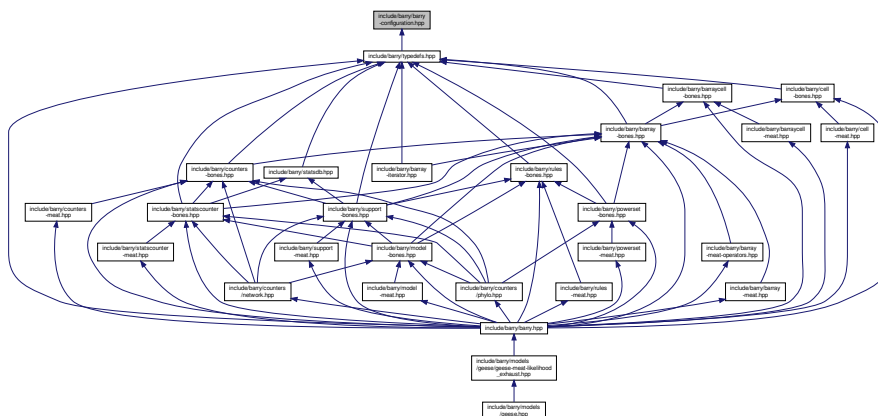 include/barry/barry
-configuration.hpp
include/barry/typedefs.hpp
include/barry/barraycell
-bones.hpp
include/barry/cell
-bones.hpp
include/barry/barray
-bones.hpp
include/barry/barraycell
-meat.hpp
include/barry/cell
-meat.hpp
include/barry/counters
-bones.hpp
include/barry/statsdb.hpp
include/barry/barray
-iterator.hpp
include/barry/rules
-bones.hpp
include/barry/counters
-meat.hpp
include/barry/statscounter
-bones.hpp
include/barry/support
-bones.hpp
include/barry/powerset
-bones.hpp
include/barry/statscounter
-meat.hpp
include/barry/support
-meat.hpp
include/barry/model
-bones.hpp
include/barry/powerset
-meat.hpp
include/barry/barray
-meat-operators.hpp
include/barry/counters
/network.hpp
include/barry/model
-meat.hpp
include/barry/counters
/phylo.hpp
include/barry/rules
-meat.hpp
include/barry/barray
-meat.hpp
include/barry/barry.hpp
include/barry/models
/geese/geese-meat-likelihood
_exhaust.hpp
include/barry/models
/geese.hpp